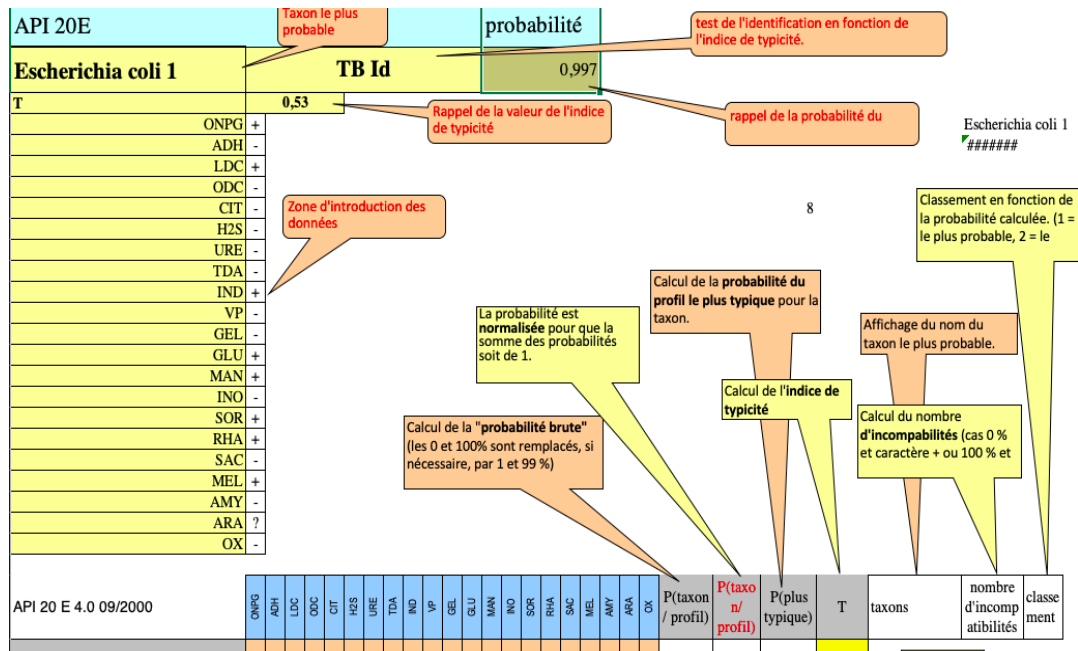 API 20E
Taxon le plus
probable
probabilité
test de l'identification en fonction de
l'indice de typicité.
Escherichia coli 1
TB Id
0,997
T
0,53
Rappel de la valeur de l'indice
de typicité
rappel de la probabilité du
Escherichia coli 1
#######
ONPG +
ADH -
LDC +
ODC -
CIT -
H2S -
URE -
TDA -
IND +
VP -
GEL -
GLU +
MAN +
INO -
SOR +
RHA +
SAC -
MEL +
AMY -
ARA ?
OX -
Zone d'introduction des
données
8
Classement en fonction de
la probabilité calculée. (1 =
le plus probable, 2 = le
Calcul de la probabilité du
profil le plus typique pour la
taxon.
La probabilité est
normalisée pour que la
somme des probabilités
soit de 1.
Affichage du nom du
taxon le plus probable.
Calcul de l'indice de
typicité
Calcul de la "probabilité brute"
(les 0 et 100% sont remplacés, si
nécessaire, par 1 et 99 %)
Calcul du nombre
d'incompabilités (cas 0 %
et caractère + ou 100 % et
API 20 E 4.0 09/2000
ONPG
ADH
LDC
ODC
CIT
H2S
URE
TDA
IND
VP
GEL
GLU
MAN
INO
SOR
RHA
SAC
MEL
AMY
ARA
OX
P(taxon
/ profil)
P(taxo
n/
profil)
P(plus
typique)
T
taxons
nombre
d'incomp
atibilités
classe
ment